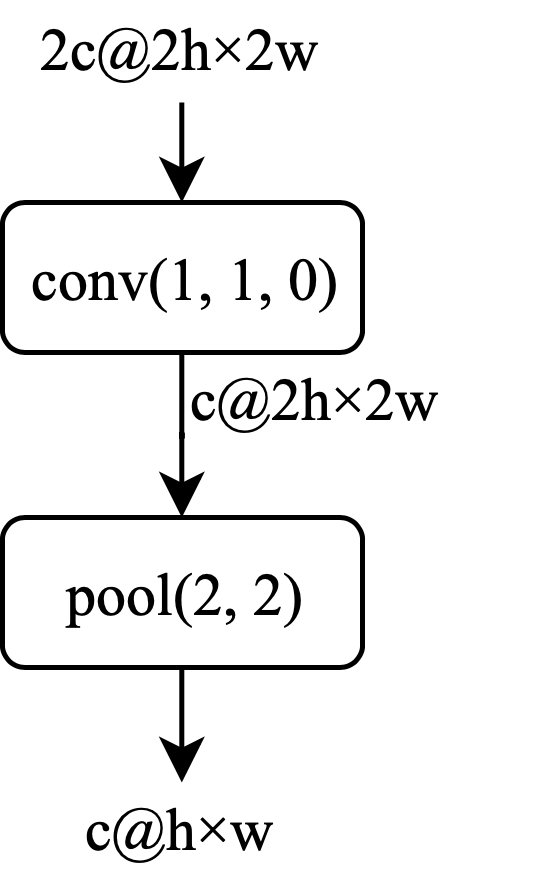 2c@2h×2w
conv(1, 1, 0)
c@2h×2w
pool(2, 2)
c@h×w